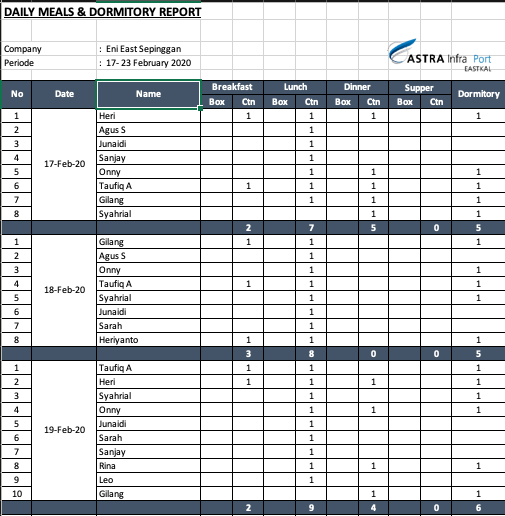 DAILY MEALS & DORMITORY REPORT
Company : Eni East Sepinggan
Periode : 17- 23 February 2020
ASTRA Infra Port
EASTKAL
No Date Name Breakfast Lunch Dinner Supper Dormitory
Box Ctn Box Ctn Box Ctn Box Ctn
17-Feb-20
1 Heri 1 1 1 1
2 Agus S 1
3 Junaidi 1
4 Sanjay 1
5 Onny 1 1 1
6 Taufiq A 1 1 1 1
7 Gilang 1 1 1
8 Syahrial 1 1
2 7 5 0 5
18-Feb-20
1 Gilang 1 1 1
2 Agus S 1
3 Onny 1 1
4 Taufiq A 1 1 1
5 Syahrial 1 1
6 Junaidi 1
7 Sarah 1
8 Heriyanto 1 1 1
3 8 0 0 5
19-Feb-20
1 Taufiq A 1 1 1
2 Heri 1 1 1 1
3 Syahrial 1 1
4 Onny 1 1 1
5 Junaidi 1
6 Sarah 1
7 Sanjay 1
8 Rina 1 1 1
9 Leo 1
10 Gilang 1 1
2 9 4 0 6